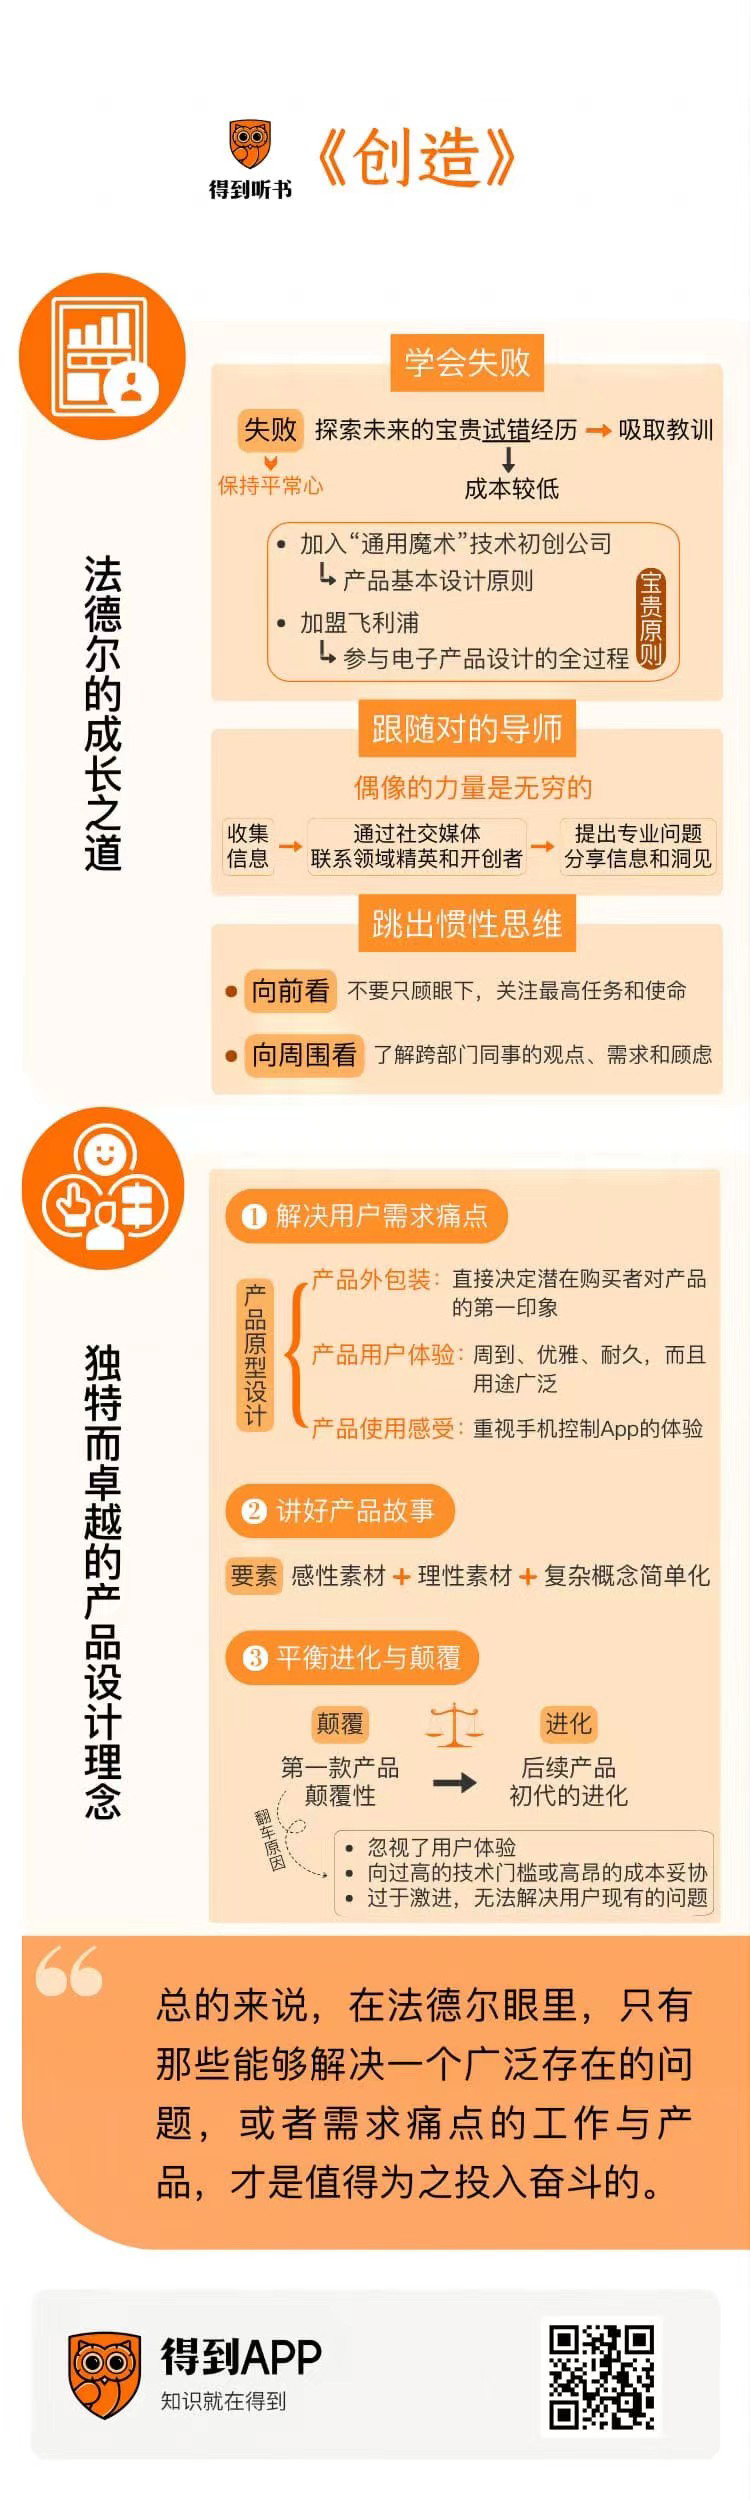 得到听书
《创造》
法德尔的成长之道
学会失败
失败 探索未来的宝贵试错经历 → 吸取教训
保持平常心
成本较低
• 加入“通用魔术”技术初创公司
产品基本设计原则
• 加盟飞利浦
参与电子产品设计的全过程
宝贵原则
跟随对的导师
偶像的力量是无穷的
收集
信息
通过社交媒体
联系领域精英和开创者
提出专业问题
分享信息和洞见
跳出惯性思维
• 向前看 不要只顾眼下，关注最高任务和使命
• 向周围看 了解跨部门同事的观点、需求和顾虑
独特而卓越的产品设计理念
1 解决用户需求痛点
产品原型设计
产品外包装：直接决定潜在购买者对产品
的第一印象
产品用户体验：周到、优雅、耐久，而且
用途广泛
产品使用感受：重视手机控制App的体验
2 讲好产品故事
要素 感性素材 + 理性素材 + 复杂概念简单化
3 平衡进化与颠覆
颠覆
第一款产品
颠覆性
进化
后续产品
初代的进化
翻车原因
• 忽视了用户体验
• 向过高的技术门槛或高昂的成本妥协
• 过于激进，无法解决用户现有的问题
“
总的来说，在法德尔眼里，只有
那些能够解决一个广泛存在的问
题，或者需求痛点的工作与产
品，才是值得为之投入奋斗的。
得到APP
知识就在得到